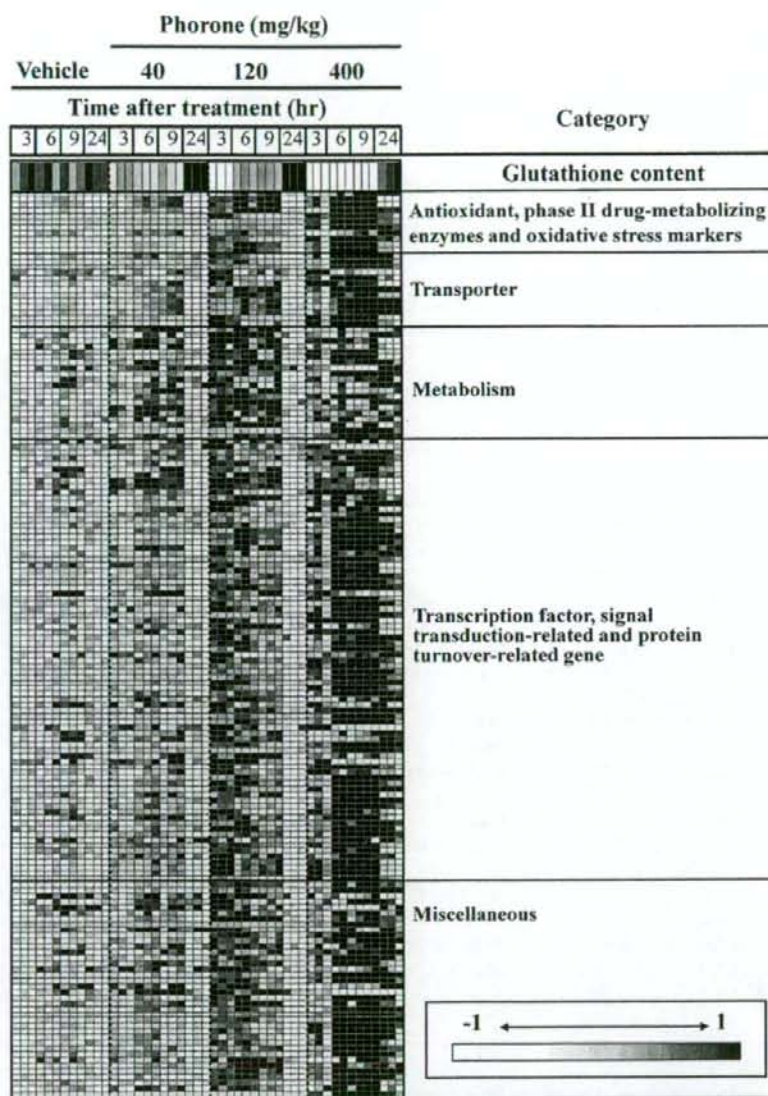 Phorone (mg/kg)
Vehicle 40 120 400
Time after treatment (hr)
Category
3 6 9 24 3 6 9 24 3 6 9 24 3 6 9 24
Glutathione content
Antioxidant, phase II drug-metabolizing
enzymes and oxidative stress markers
Transporter
Metabolism
Transcription factor, signal
transduction-related and protein
turnover-related gene
Miscellaneous
-1 1